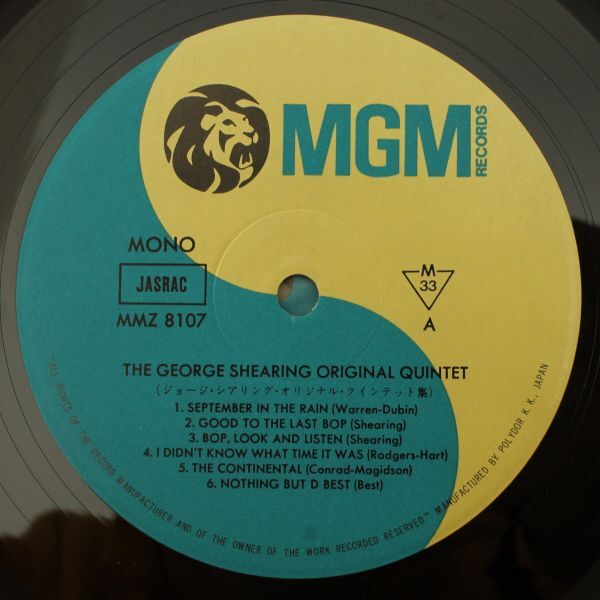 MGM
RECORDS
MONO
JASRAC
MMZ 8107
M
33
A
THE GEORGE SHEARING ORIGINAL QUINTET
(ジョージ・シアリング・オリジナル・クインテット集)
1. SEPTEMBER IN THE RAIN (Warren-Dubin)
2. GOOD TO THE LAST BOP (Shearing)
3. BOP, LOOK AND LISTEN (Shearing)
4. I DIDN'T KNOW WHAT TIME IT WAS (Rodgers-Hart)
5. THE CONTINENTAL (Conrad-Magidson)
6. NOTHING BUT D BEST (Best)
"ALL RIGHTS OF THE RECORD MANUFACTURER AND OF THE OWNER OF THE WORK RECORDED RESERVED." MANUFACTURED BY POLYDOR K.K., JAPAN